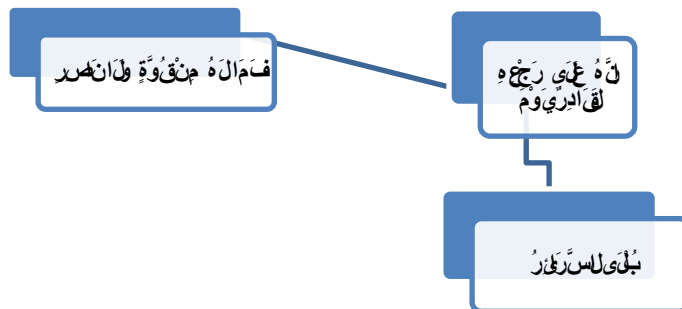 إِنَّهُ عَلَى رَجْعِهِ
لَقَادِرٌ يَوْمَ
تُبْلَى السَّرَائِرُ
فَمَا لَهُ مِنْ قُوَّةٍ وَلَا نَاصِرٍ